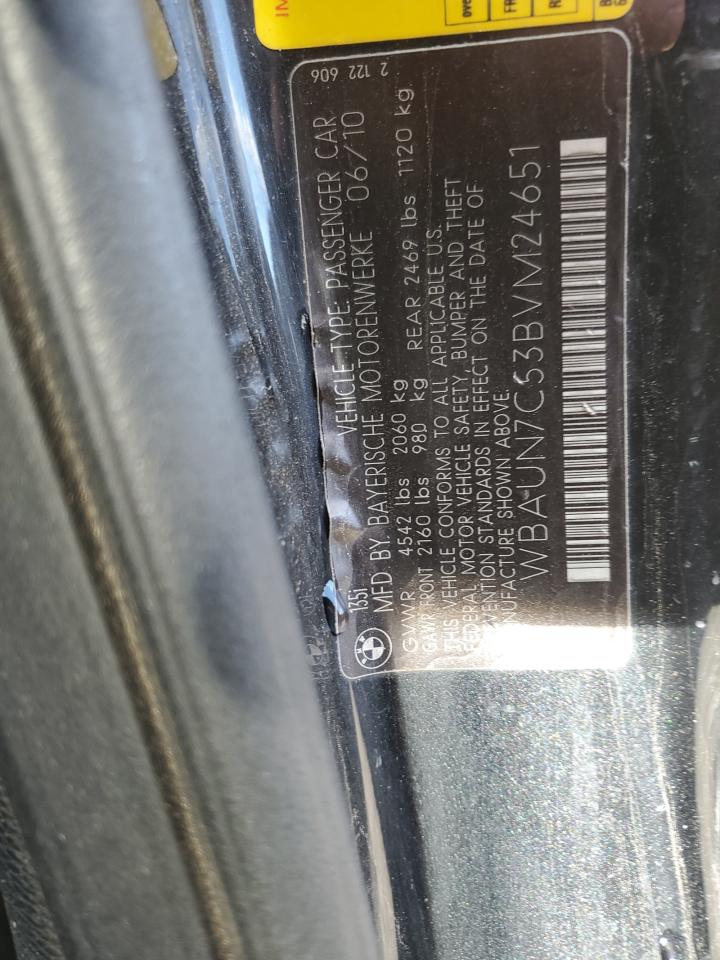 1351 VEHICLE TYPE: PASSENGER CAR
MFD BY: BAYERISCHE MOTORENWERKE 06/10
2 122 606
GVWR 4542 lbs 2060 kg
GAWR FRONT 2160 lbs 980 kg REAR 2469 lbs 1120 kg
THIS VEHICLE CONFORMS TO ALL APPLICABLE U.S.
FEDERAL MOTOR VEHICLE SAFETY, BUMPER AND THEFT
PREVENTION STANDARDS IN EFFECT ON THE DATE OF
MANUFACTURE SHOWN ABOVE:
WBAUN7C53BVM24651